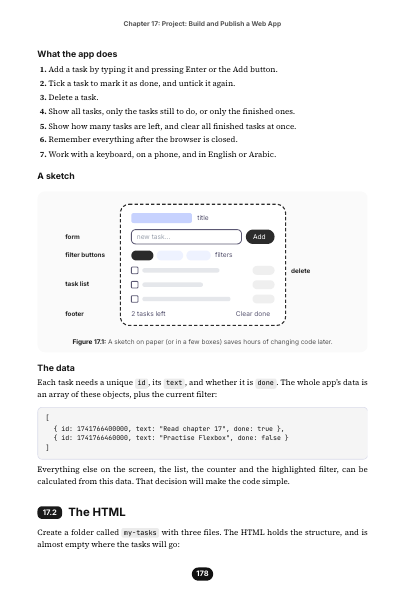 Chapter 17: Project: Build and Publish a Web App
What the app does
1. Add a task by typing it and pressing Enter or the Add button.
2. Tick a task to mark it as done, and untick it again.
3. Delete a task.
4. Show all tasks, only the tasks still to do, or only the finished ones.
5. Show how many tasks are left, and clear all finished tasks at once.
6. Remember everything after the browser is closed.
7. Work with a keyboard, on a phone, and in English or Arabic.
A sketch
title
form
new task...
Add
filter buttons
filters
delete
task list
footer
2 tasks left
Clear done
Figure 17.1: A sketch on paper (or in a few boxes) saves hours of changing code later.
The data
Each task needs a unique id, its text, and whether it is done. The whole app's data is
an array of these objects, plus the current filter:
[
{ id: 1741766400000, text: "Read chapter 17", done: true },
{ id: 1741766460000, text: "Practise Flexbox", done: false }
]
Everything else on the screen, the list, the counter and the highlighted filter, can be
calculated from this data. That decision will make the code simple.
17.2 The HTML
Create a folder called my-tasks with three files. The HTML holds the structure, and is
almost empty where the tasks will go:
178